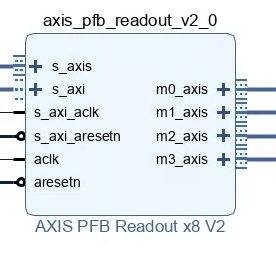 axis_pfb_readout_v2_0
s_axis
s_axi
m0_axis
s_axi_aclk
m1_axis
s_axi_aresetn
m2_axis
aclk
m3_axis
aresetn
AXIS PFB Readout x8 V2